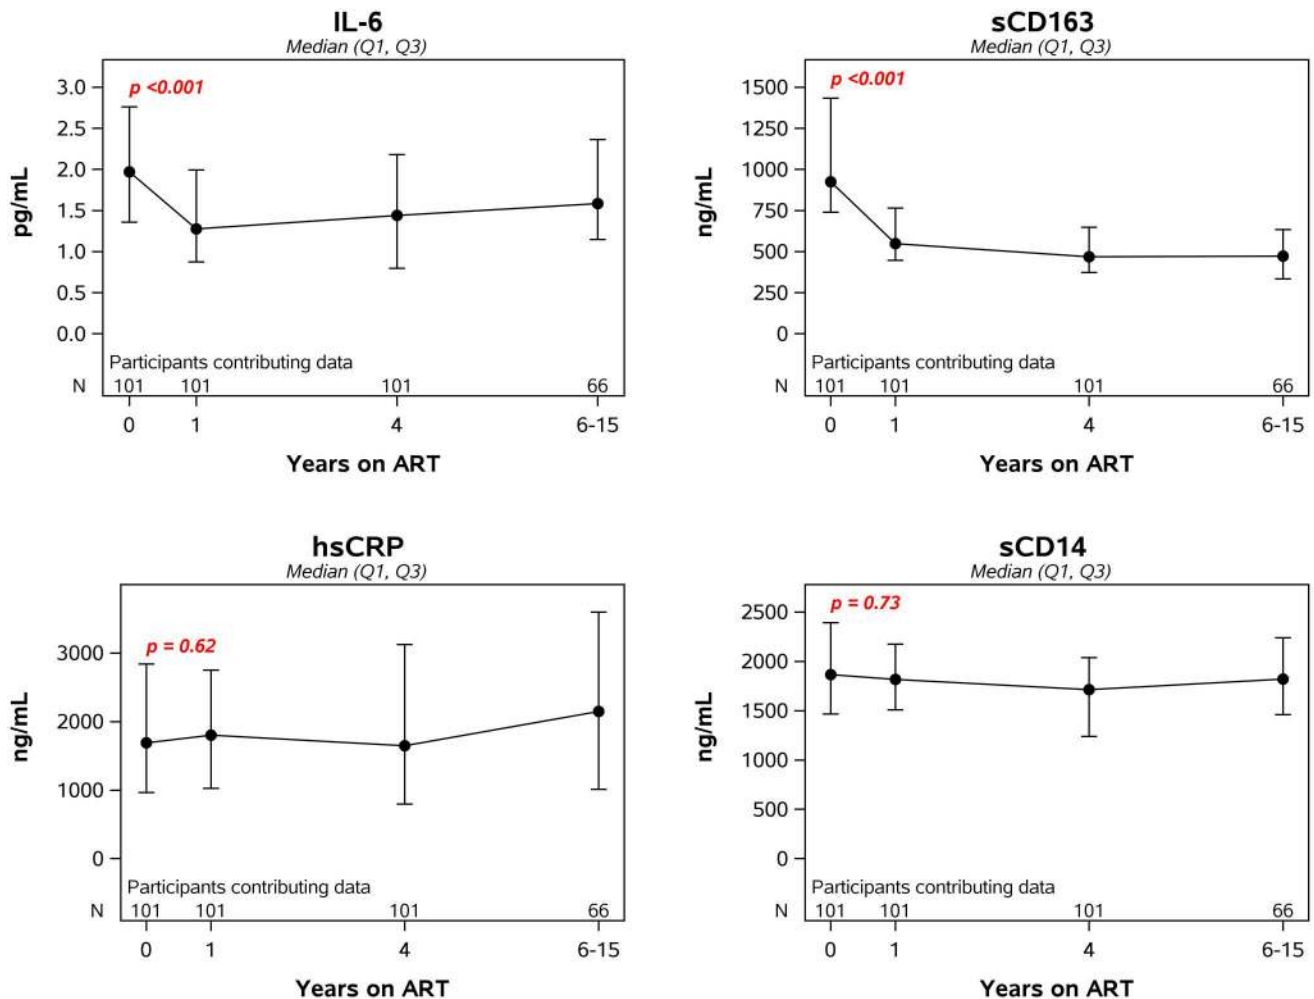 IL-6
Median (Q1, Q3)
p <0.001
3.0
2.5
2.0
1.5
1.0
0.5
0.0
pg/mL
Participants contributing data
N 101 101 101 66
0 1 4 6-15
Years on ART
sCD163
Median (Q1, Q3)
p <0.001
1500
1250
1000
750
500
250
0
ng/mL
Participants contributing data
N 101 101 101 66
0 1 4 6-15
Years on ART
hsCRP
Median (Q1, Q3)
p = 0.62
3000
2000
1000
0
ng/mL
Participants contributing data
N 101 101 101 66
0 1 4 6-15
Years on ART
sCD14
Median (Q1, Q3)
p = 0.73
2500
2000
1500
1000
500
0
ng/mL
Participants contributing data
N 101 101 101 66
0 1 4 6-15
Years on ART